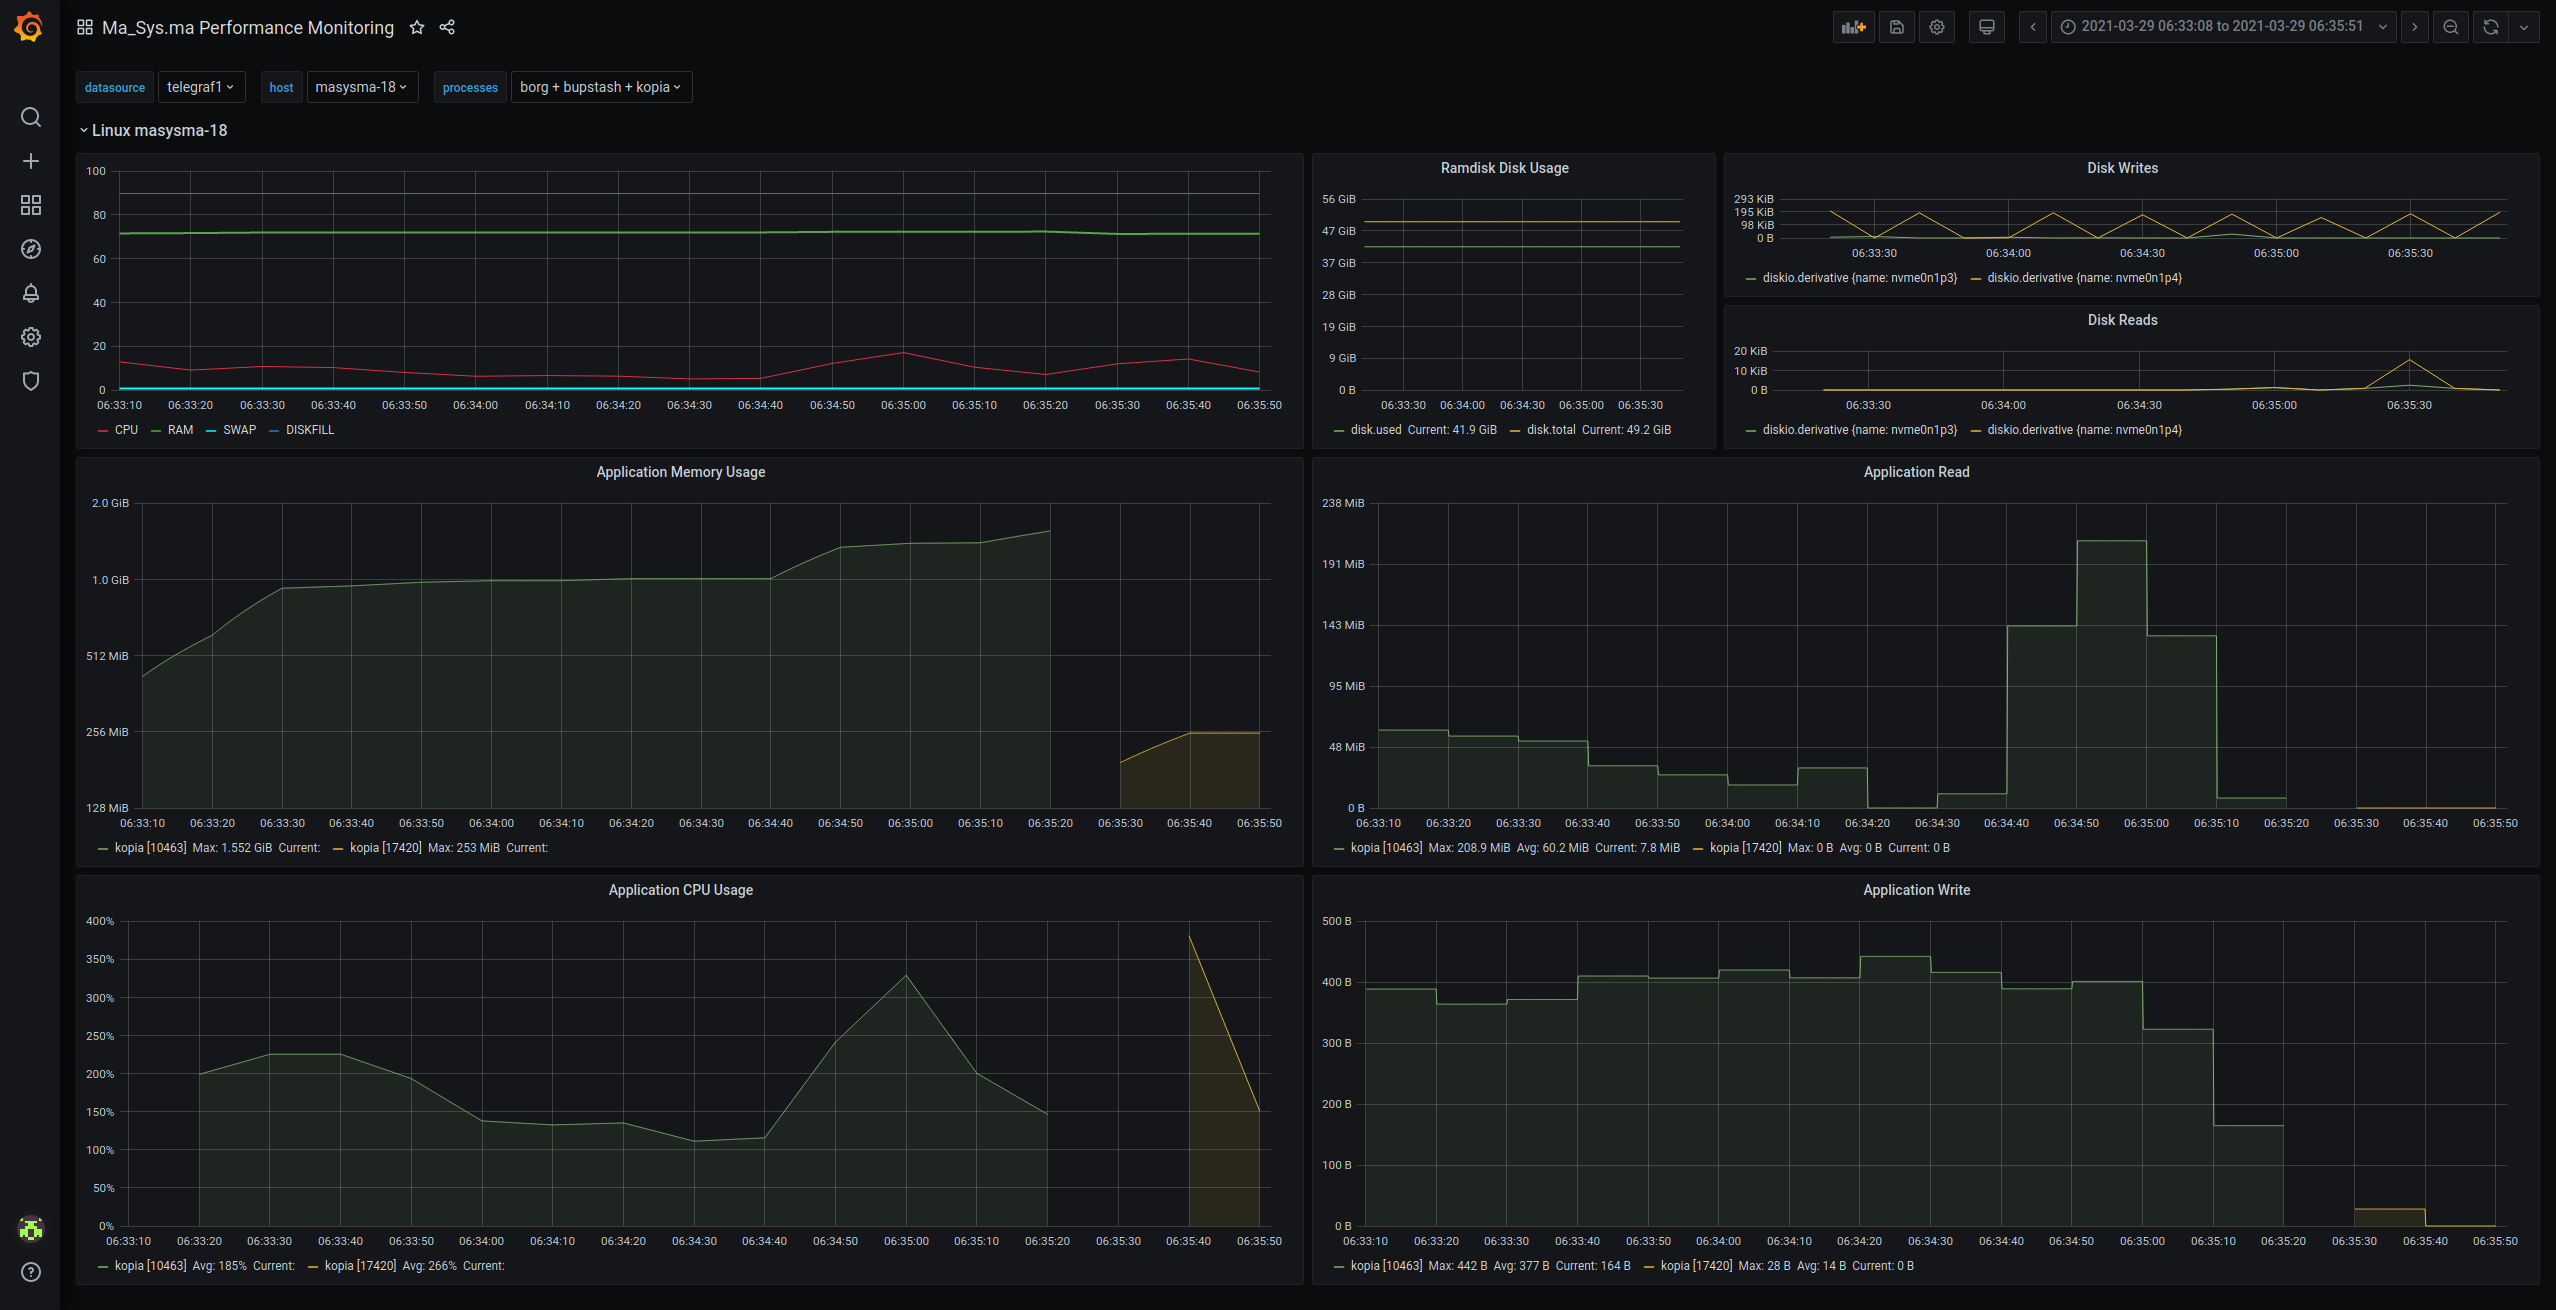 Ma_Sys.ma Performance Monitoring
2021-03-29 06:33:08 to 2021-03-29 06:35:51
datasource telegraf1 host masysma-18 processes borg + bupstash + kopia
Linux masysma-18
100
80
60
40
20
0
06:33:10 06:33:20 06:33:30 06:33:40 06:33:50 06:34:00 06:34:10 06:34:20 06:34:30 06:34:40 06:34:50 06:35:00 06:35:10 06:35:20 06:35:30 06:35:40 06:35:50
CPU RAM SWAP DISKFILL
Ramdisk Disk Usage
56 GiB
47 GiB
37 GiB
28 GiB
19 GiB
9 GiB
0 B
06:33:30 06:34:00 06:34:30 06:35:00 06:35:30
disk.used Current: 41.9 GiB disk.total Current: 49.2 GiB
Disk Writes
293 KiB
195 KiB
98 KiB
0 B
06:33:30 06:34:00 06:34:30 06:35:00 06:35:30
diskio.derivative {name: nvme0n1p3} diskio.derivative {name: nvme0n1p4}
Disk Reads
20 KiB
10 KiB
0 B
06:33:30 06:34:00 06:34:30 06:35:00 06:35:30
diskio.derivative {name: nvme0n1p3} diskio.derivative {name: nvme0n1p4}
Application Memory Usage
2.0 GiB
1.0 GiB
512 MiB
256 MiB
128 MiB
06:33:10 06:33:20 06:33:30 06:33:40 06:33:50 06:34:00 06:34:10 06:34:20 06:34:30 06:34:40 06:34:50 06:35:00 06:35:10 06:35:20 06:35:30 06:35:40 06:35:50
kopia [10463] Max: 1.552 GiB Current: kopia [17420] Max: 253 MiB Current:
Application Read
238 MiB
191 MiB
143 MiB
95 MiB
48 MiB
0 B
06:33:10 06:33:20 06:33:30 06:33:40 06:33:50 06:34:00 06:34:10 06:34:20 06:34:30 06:34:40 06:34:50 06:35:00 06:35:10 06:35:20 06:35:30 06:35:40 06:35:50
kopia [10463] Max: 208.9 MiB Avg: 60.2 MiB Current: 7.8 MiB kopia [17420] Max: 0 B Avg: 0 B Current: 0 B
Application CPU Usage
400%
350%
300%
250%
200%
150%
100%
50%
0%
06:33:10 06:33:20 06:33:30 06:33:40 06:33:50 06:34:00 06:34:10 06:34:20 06:34:30 06:34:40 06:34:50 06:35:00 06:35:10 06:35:20 06:35:30 06:35:40 06:35:50
kopia [10463] Avg: 185% Current: kopia [17420] Avg: 266% Current:
Application Write
500 B
400 B
300 B
200 B
100 B
0 B
06:33:10 06:33:20 06:33:30 06:33:40 06:33:50 06:34:00 06:34:10 06:34:20 06:34:30 06:34:40 06:34:50 06:35:00 06:35:10 06:35:20 06:35:30 06:35:40 06:35:50
kopia [10463] Max: 442 B Avg: 377 B Current: 164 B kopia [17420] Max: 28 B Avg: 14 B Current: 0 B